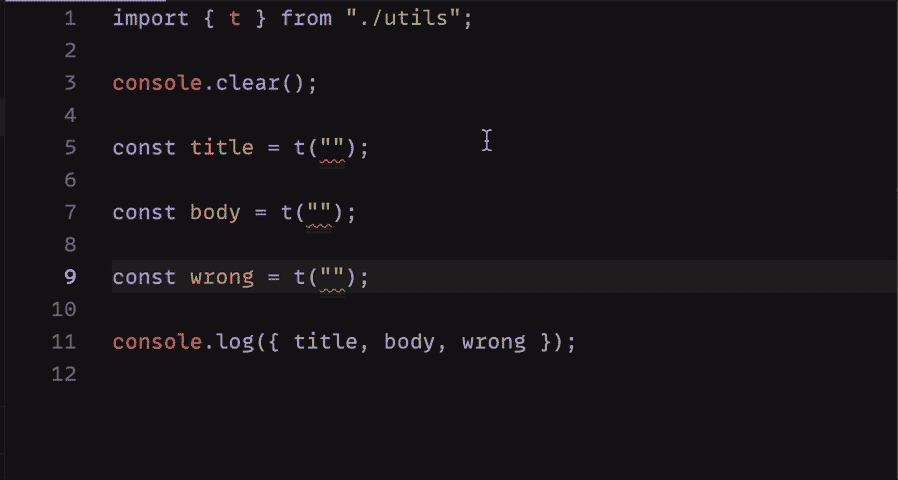 1 import { t } from "./utils";
2
3 console.clear();
4
5 const title = t("");
6
7 const body = t("");
8
9 const wrong = t("");
10
11 console.log({ title, body, wrong });
12